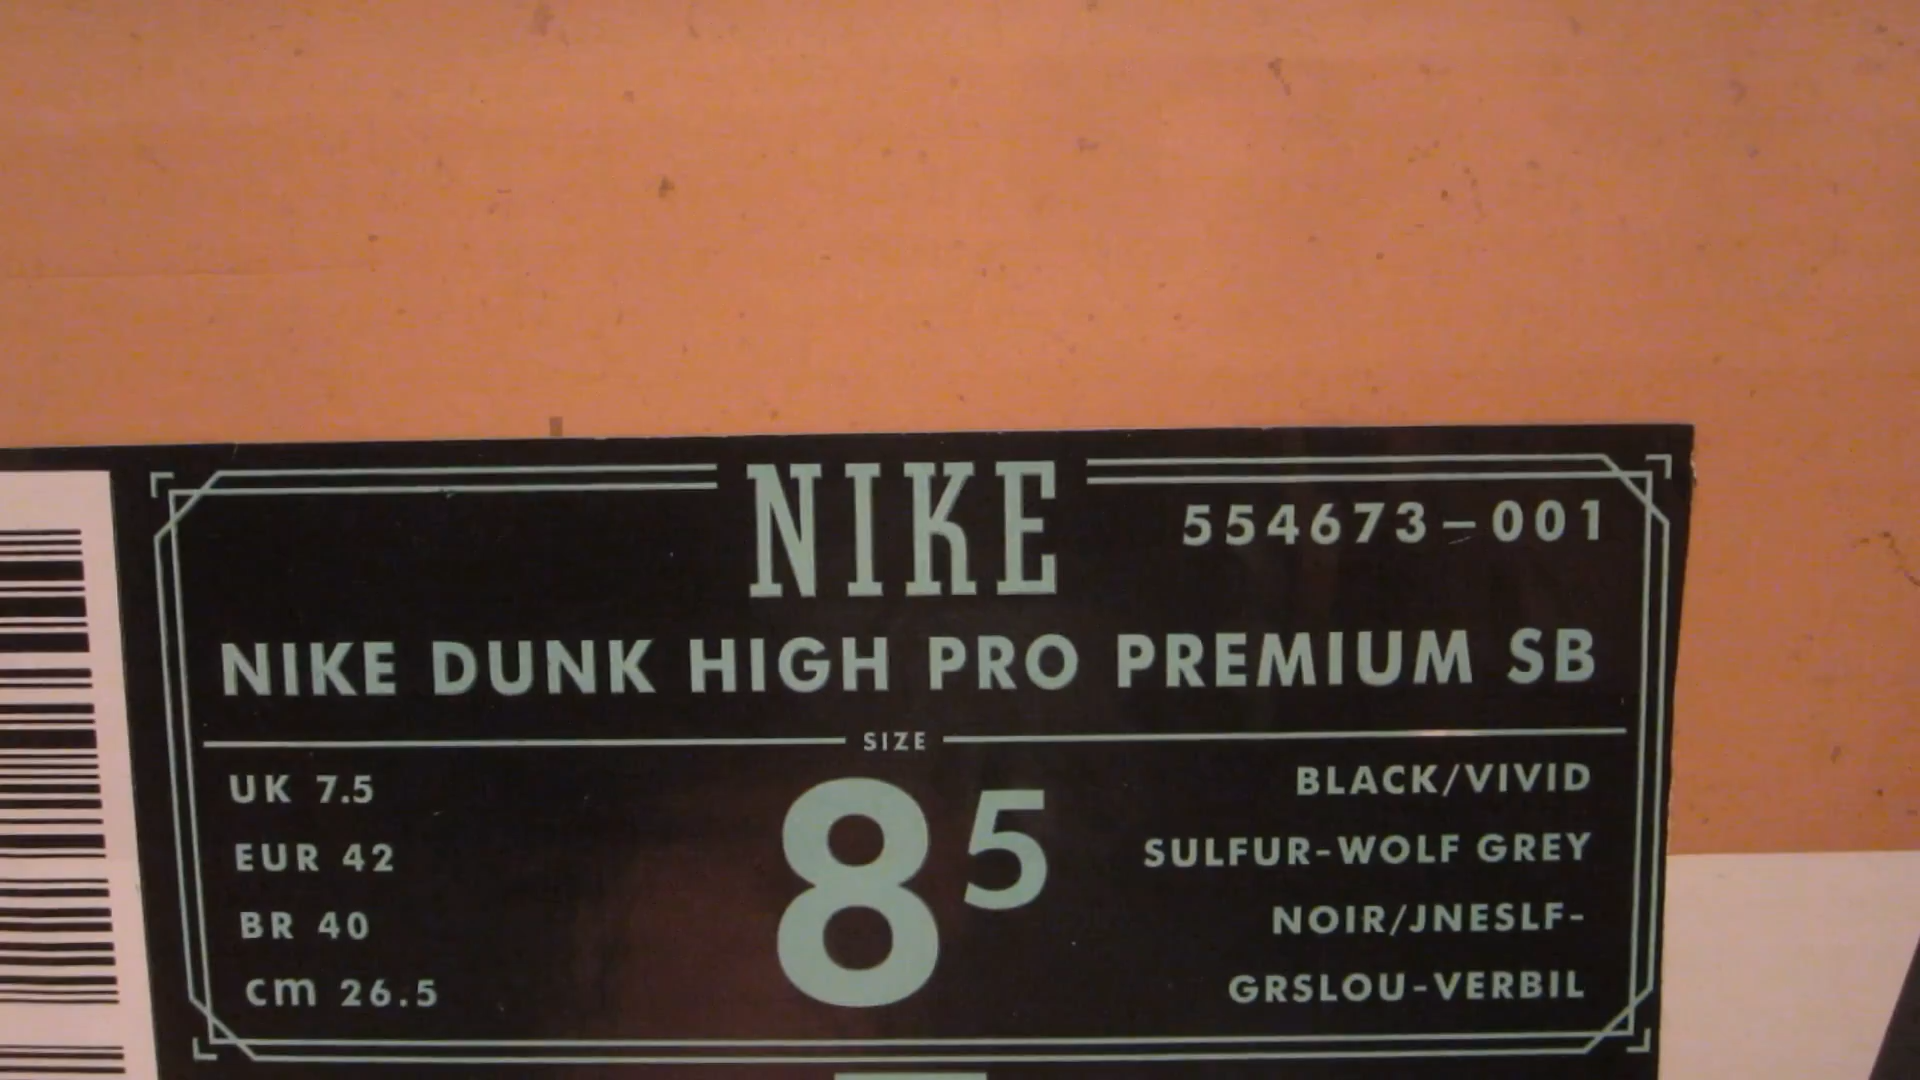 NIKE
554673-001
NIKE DUNK HIGH PRO PREMIUM SB
SIZE
UK 7.5
EUR 42
BR 40
cm 26.5
8 5
BLACK/VIVID
SULFUR-WOLF GREY
NOIR/JNESLF-
GRSLOU-VERBIL